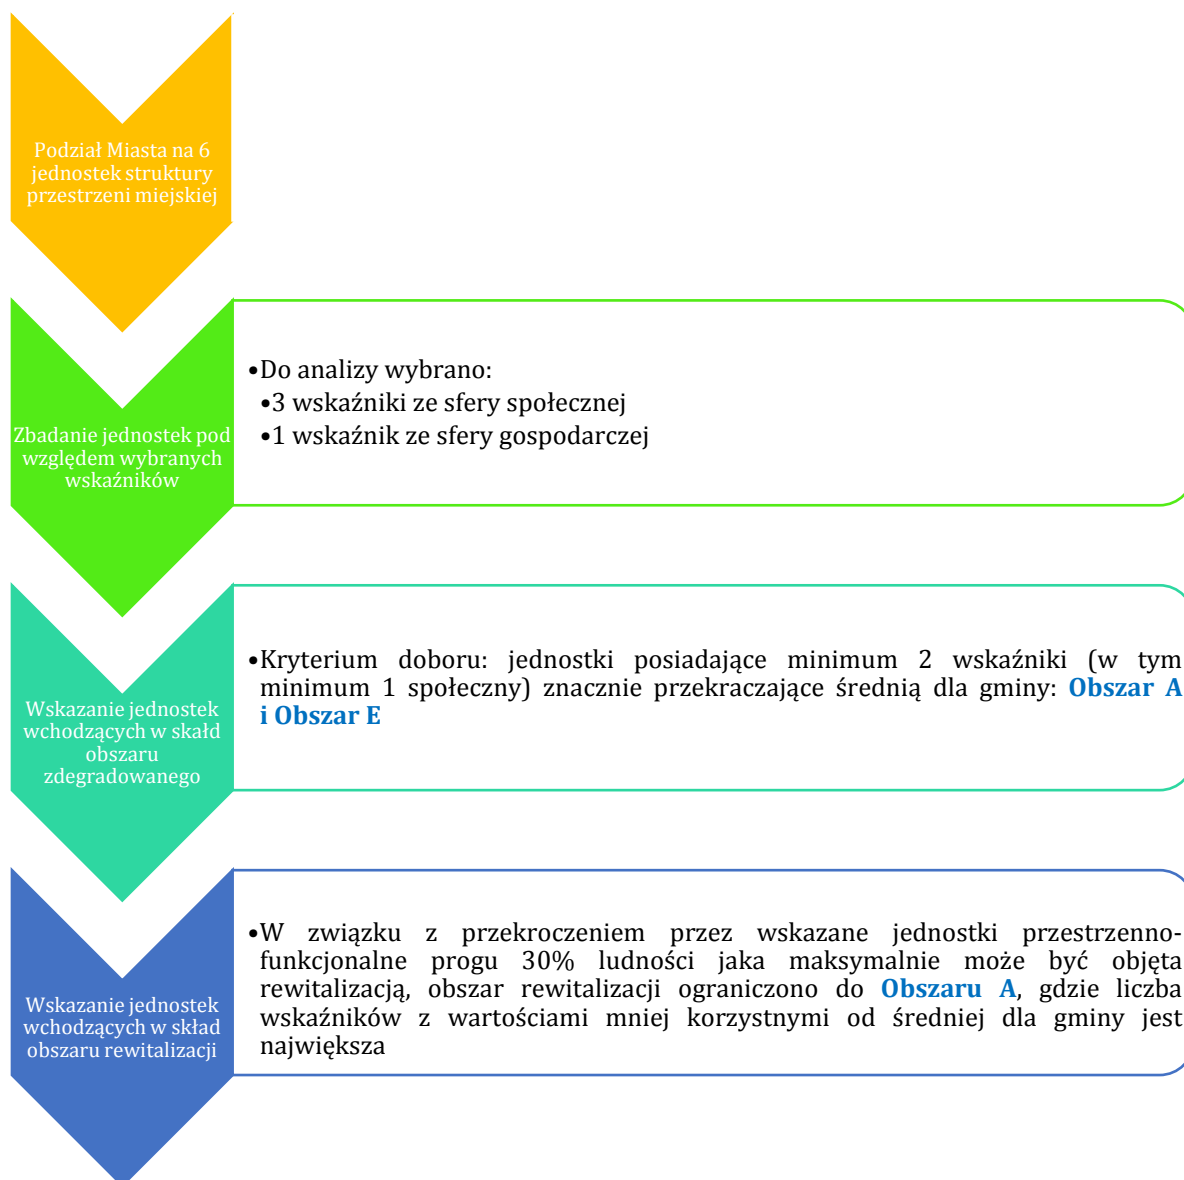 Podział Miasta na 6
jednostek struktury
przestrzeni miejskiej
Zbadanie jednostek pod
względem wybranych
wskaźników
•Do analizy wybrano:
•3 wskaźniki ze sfery społecznej
•1 wskaźnik ze sfery gospodarczej
Wskazanie jednostek
wchodzących w skałd
obszaru
zdegradowanego
•Kryterium doboru: jednostki posiadające minimum 2 wskaźniki (w tym
minimum 1 społeczny) znacznie przekraczające średnią dla gminy: Obszar A
i Obszar E
Wskazanie jednostek
wchodzących w skład
obszaru rewitalizacji
•W związku z przekroczeniem przez wskazane jednostki przestrzenno-
funkcjonalne progu 30% ludności jaka maksymalnie może być objęta
rewitalizacją, obszar rewitalizacji ograniczono do Obszaru A, gdzie liczba
wskaźników z wartościami mniej korzystnymi od średniej dla gminy jest
największa